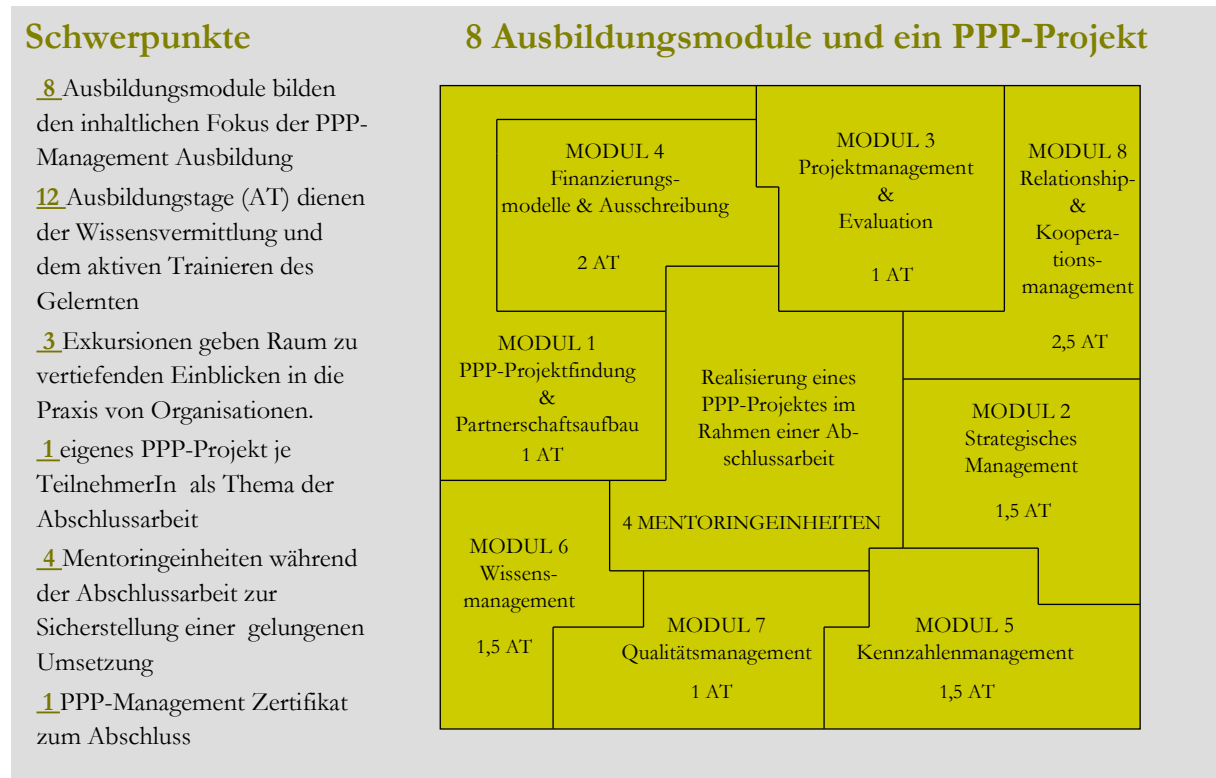 Schwerpunkte
8 Ausbildungsmodule bilden
den inhaltlichen Fokus der PPP-
Management Ausbildung
12 Ausbildungstage (AT) dienen
der Wissensvermittlung und
dem aktiven Trainieren des
Gelernten
3 Exkursionen geben Raum zu
vertiefenden Einblicken in die
Praxis von Organisationen.
1 eigenes PPP-Projekt je
TeilnehmerIn als Thema der
Abschlussarbeit
4 Mentoringeinheiten während
der Abschlussarbeit zur
Sicherstellung einer gelungenen
Umsetzung
1 PPP-Management Zertifikat
zum Abschluss
8 Ausbildungsmodule und ein PPP-Projekt
MODUL 4
Finanzierungs-
modelle & Ausschreibung
2 AT
MODUL 3
Projektmanagement
&
Evaluation
1 AT
MODUL 8
Relationship-
&
Koopera-
tions-
management
2,5 AT
MODUL 1
PPP-Projektfindung
&
Partnerschaftsaufbau
1 AT
Realisierung eines
PPP-Projektes im
Rahmen einer Ab-
schlussarbeit
4 MENTORINGEINHEITEN
MODUL 2
Strategisches
Management
1,5 AT
MODUL 6
Wissens-
management
1,5 AT
MODUL 7
Qualitätsmanagement
1 AT
MODUL 5
Kennzahlenmanagement
1,5 AT